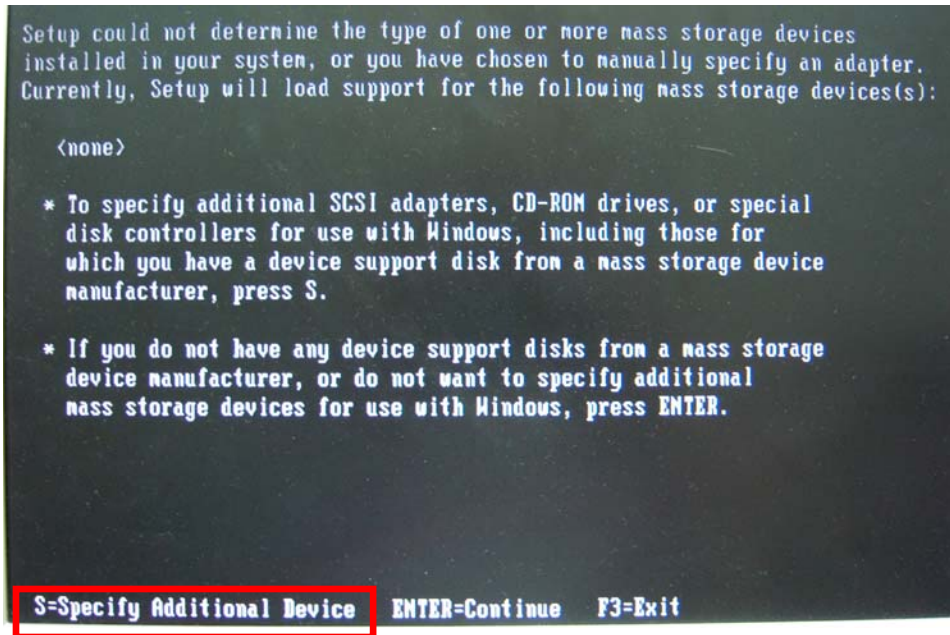 Setup could not determine the type of one or more mass storage devices
installed in your system, or you have chosen to manually specify an adapter.
Currently, Setup will load support for the following mass storage devices(s):
<none>
* To specify additional SCSI adapters, CD-ROM drives, or special
disk controllers for use with Windows, including those for
which you have a device support disk from a mass storage device
manufacturer, press S.
* If you do not have any device support disks from a mass storage
device manufacturer, or do not want to specify additional
mass storage devices for use with Windows, press ENTER.
S=Specify Additional Device ENTER=Continue F3=Exit